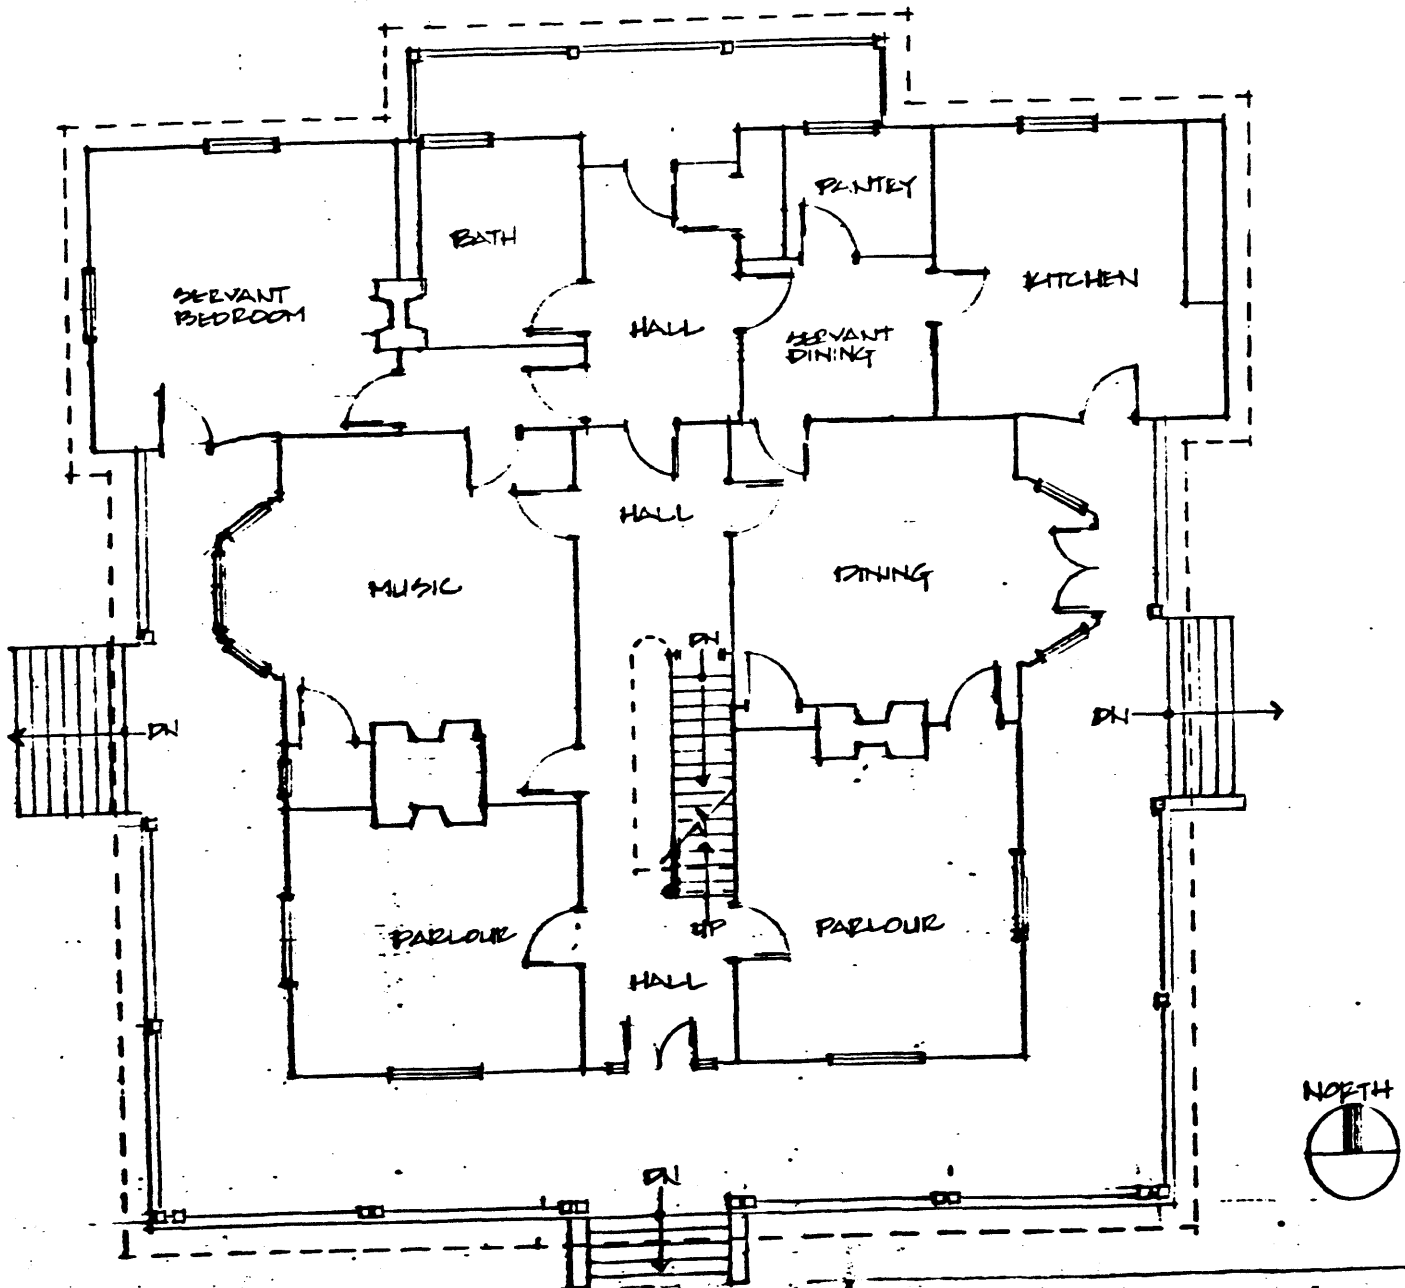 PANTRY
BATH
SERVANT
BEDROOM
KITCHEN
HALL
SERVANT
DINING
HALL
MUSIC
DINING
DN
DN
DN
PARLOUR
UP
PARLOUR
HALL
NORTH
DN